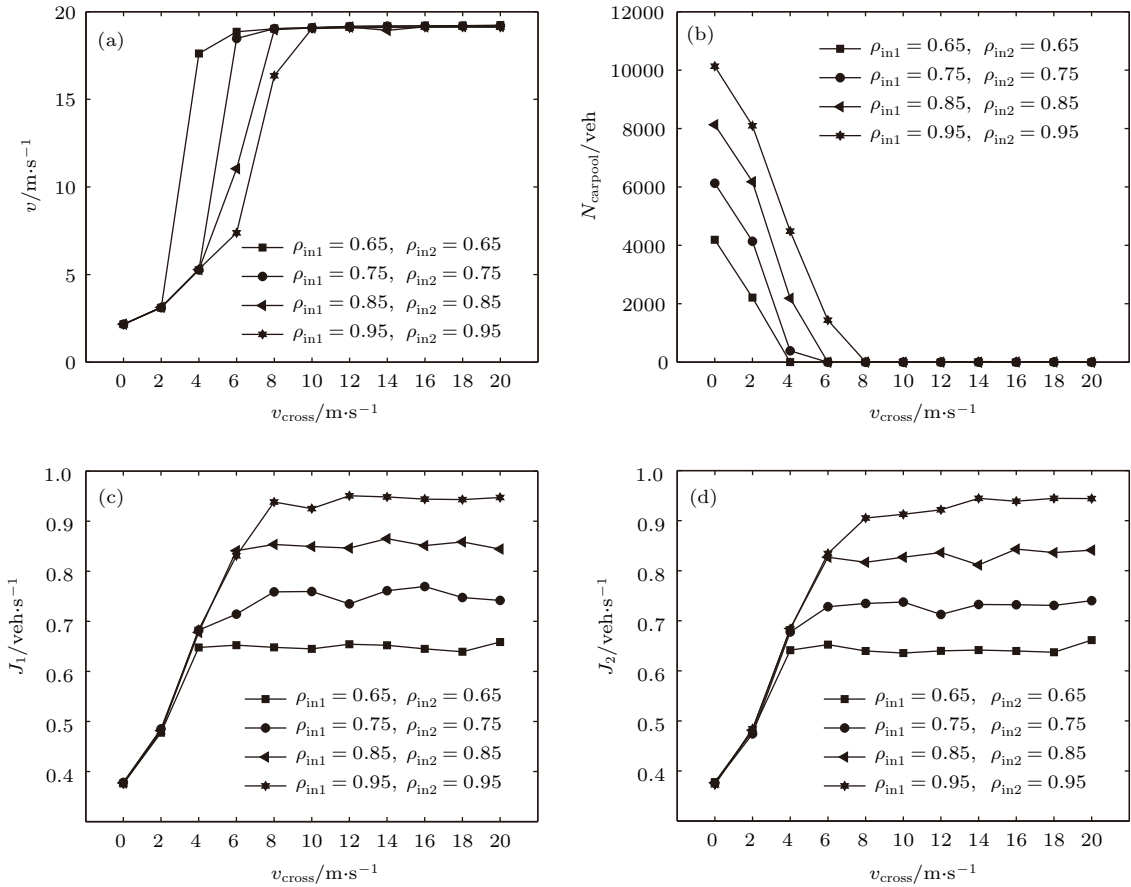 (a)
20
15
10
5
0
v/m·s⁻¹
ρin1 = 0.65, ρin2 = 0.65
ρin1 = 0.75, ρin2 = 0.75
ρin1 = 0.85, ρin2 = 0.85
ρin1 = 0.95, ρin2 = 0.95
0 2 4 6 8 10 12 14 16 18 20
vcross/m·s⁻¹
(b)
12000
10000
8000
6000
4000
2000
0
Ncarpool/veh
ρin1 = 0.65, ρin2 = 0.65
ρin1 = 0.75, ρin2 = 0.75
ρin1 = 0.85, ρin2 = 0.85
ρin1 = 0.95, ρin2 = 0.95
0 2 4 6 8 10 12 14 16 18 20
vcross/m·s⁻¹
(c)
1.0
0.9
0.8
0.7
0.6
0.5
0.4
J1/veh·s⁻¹
ρin1 = 0.65, ρin2 = 0.65
ρin1 = 0.75, ρin2 = 0.75
ρin1 = 0.85, ρin2 = 0.85
ρin1 = 0.95, ρin2 = 0.95
0 2 4 6 8 10 12 14 16 18 20
vcross/m·s⁻¹
(d)
1.0
0.9
0.8
0.7
0.6
0.5
0.4
J2/veh·s⁻¹
ρin1 = 0.65, ρin2 = 0.65
ρin1 = 0.75, ρin2 = 0.75
ρin1 = 0.85, ρin2 = 0.85
ρin1 = 0.95, ρin2 = 0.95
0 2 4 6 8 10 12 14 16 18 20
vcross/m·s⁻¹